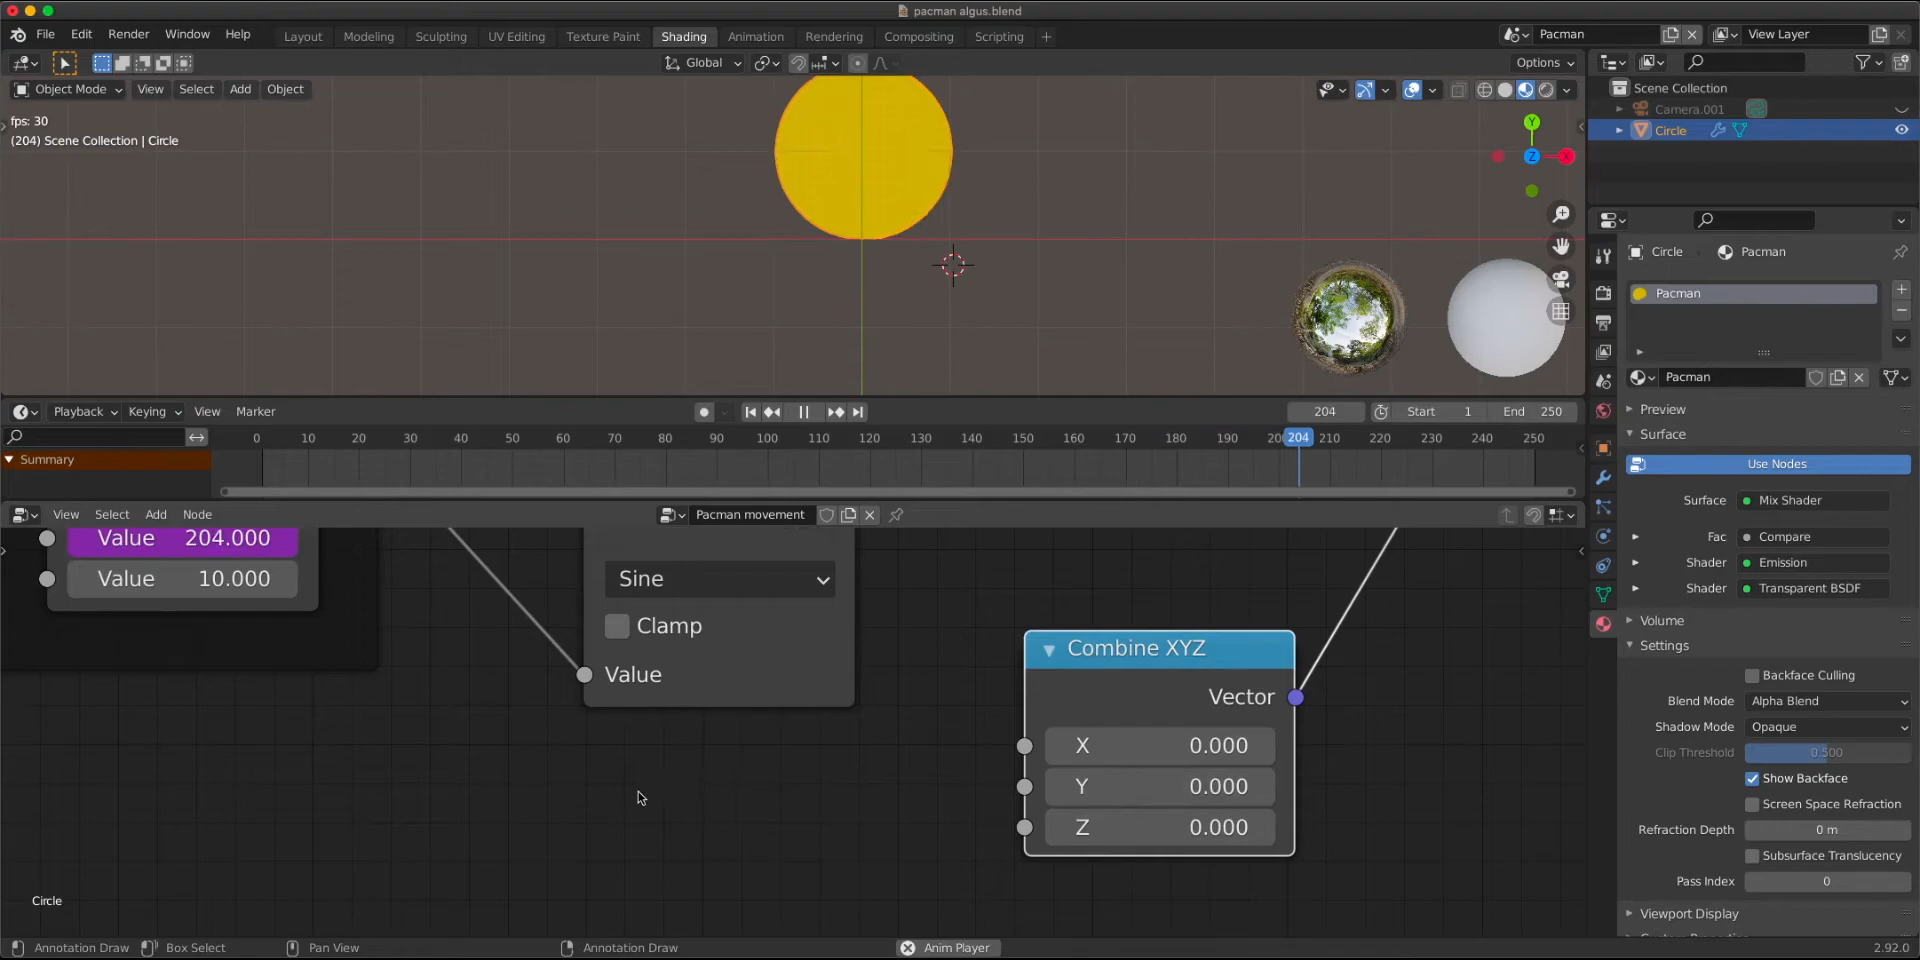 pacman algus.blend
File Edit Render Window Help
Layout Modeling Sculpting UV Editing Texture Paint Shading Animation Rendering Compositing Scripting +
Pacman
View Layer
Global
Options
Object Mode View Select Add Object
fps: 30
(204) Scene Collection | Circle
Y
Z
X
Scene Collection
Camera.001
Circle
Circle Pacman
Pacman
Pacman
Preview
Surface
Use Nodes
Surface Mix Shader
Fac Compare
Shader Emission
Shader Transparent BSDF
Volume
Settings
Backface Culling
Blend Mode Alpha Blend
Shadow Mode Opaque
Clip Threshold 0.500
Show Backface
Screen Space Refraction
Refraction Depth 0 m
Subsurface Translucency
Pass Index 0
Viewport Display
Playback Keying View Marker
204 Start 1 End 250
0 10 20 30 40 50 60 70 80 90 100 110 120 130 140 150 160 170 180 190 204 210 220 230 240 250
Summary
View Select Add Node
Pacman movement
Value 204.000
Value 10.000
Sine
Clamp
Value
Combine XYZ
Vector
X 0.000
Y 0.000
Z 0.000
Circle
Annotation Draw Box Select Pan View Annotation Draw Anim Player 2.92.0